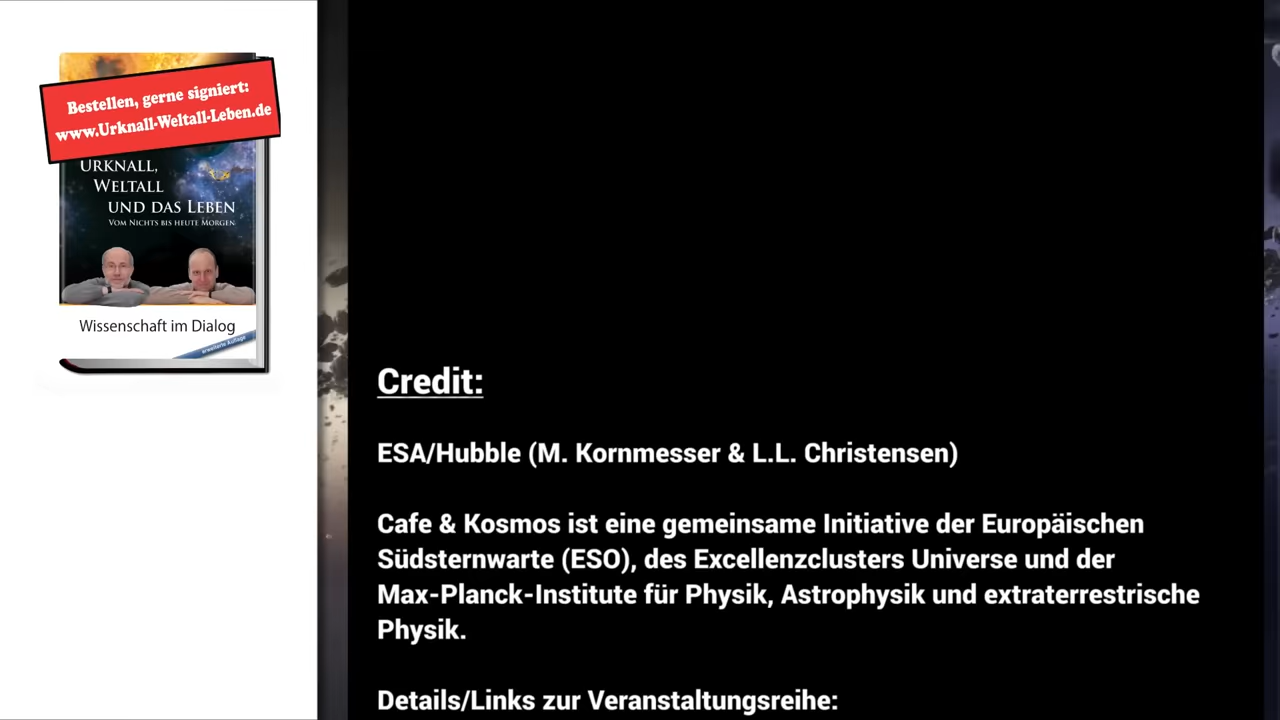 Bestellen, gerne signiert:
www.Urknall-Weltall-Leben.de
URKNALL,
WELTALL
UND DAS LEBEN
VOM NICHTS BIS HEUTE MORGEN
Wissenschaft im Dialog
erweiterte Auflage
Credit:
ESA/Hubble (M. Kornmesser & L.L. Christensen)
Cafe & Kosmos ist eine gemeinsame Initiative der Europäischen
Südsternwarte (ESO), des Excellenzclusters Universe und der
Max-Planck-Institute für Physik, Astrophysik und extraterrestrische
Physik.
Details/Links zur Veranstaltungsreihe: